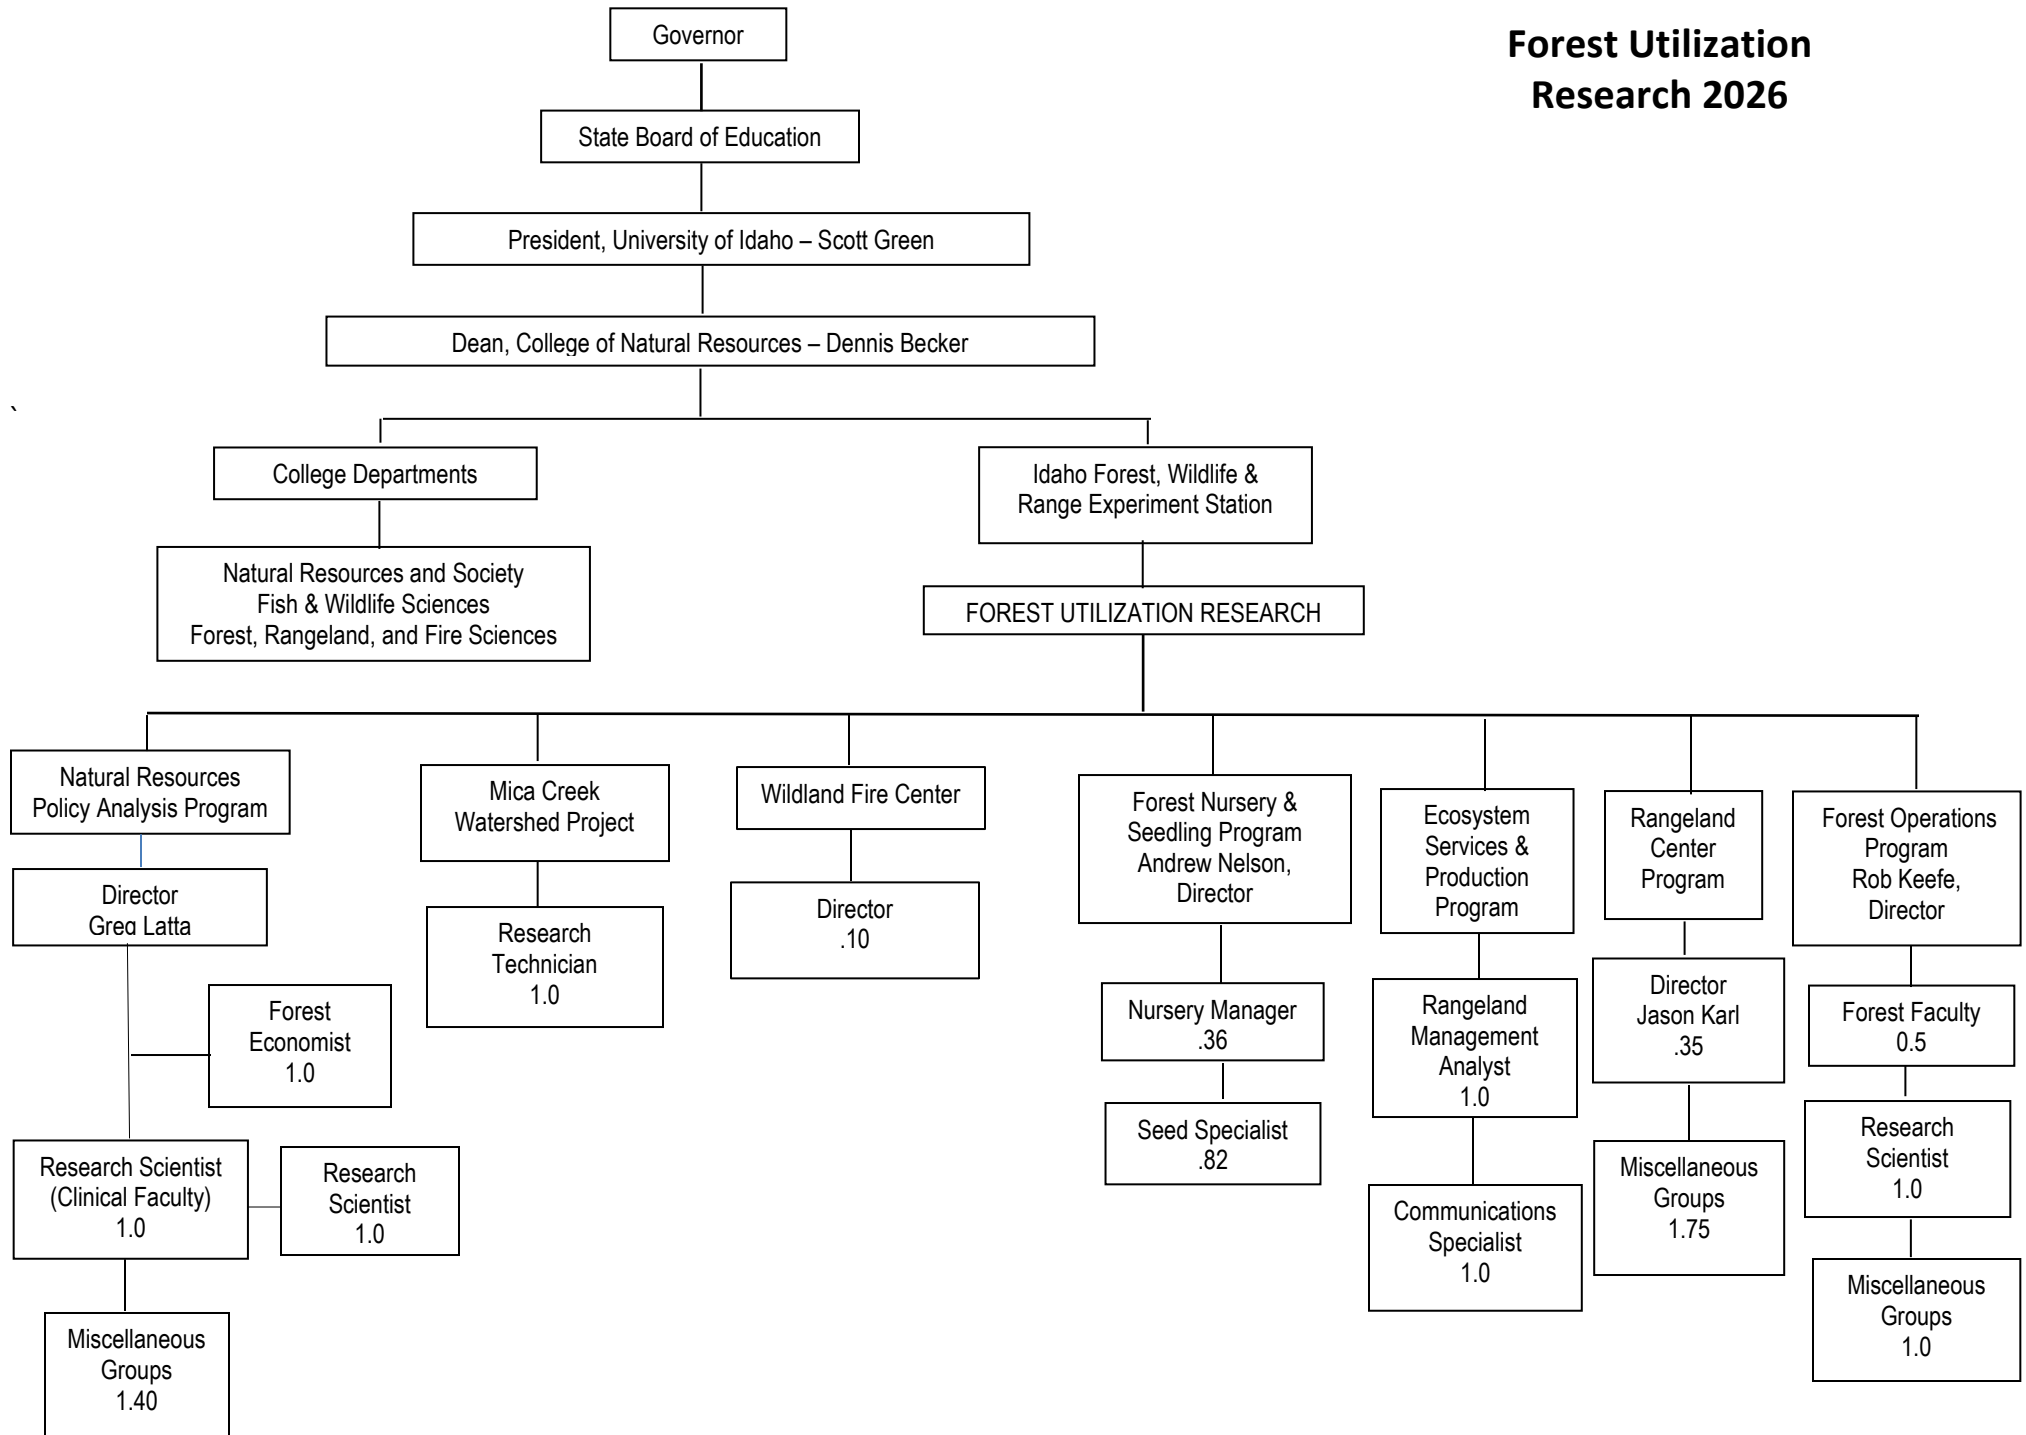 Forest Utilization
Research 2026
Governor
State Board of Education
President, University of Idaho – Scott Green
Dean, College of Natural Resources – Dennis Becker
`
College Departments
Idaho Forest, Wildlife &
Range Experiment Station
Natural Resources and Society
Fish & Wildlife Sciences
Forest, Rangeland, and Fire Sciences
FOREST UTILIZATION RESEARCH
Natural Resources
Policy Analysis Program
Director
Greg Latta
Forest
Economist
1.0
Research Scientist
(Clinical Faculty)
1.0
Research
Scientist
1.0
Miscellaneous
Groups
1.40
Mica Creek
Watershed Project
Research
Technician
1.0
Wildland Fire Center
Director
.10
Forest Nursery &
Seedling Program
Andrew Nelson,
Director
Nursery Manager
.36
Seed Specialist
.82
Ecosystem
Services &
Production
Program
Rangeland
Management
Analyst
1.0
Communications
Specialist
1.0
Rangeland
Center
Program
Director
Jason Karl
.35
Miscellaneous
Groups
1.75
Forest Operations
Program
Rob Keefe,
Director
Forest Faculty
0.5
Research
Scientist
1.0
Miscellaneous
Groups
1.0